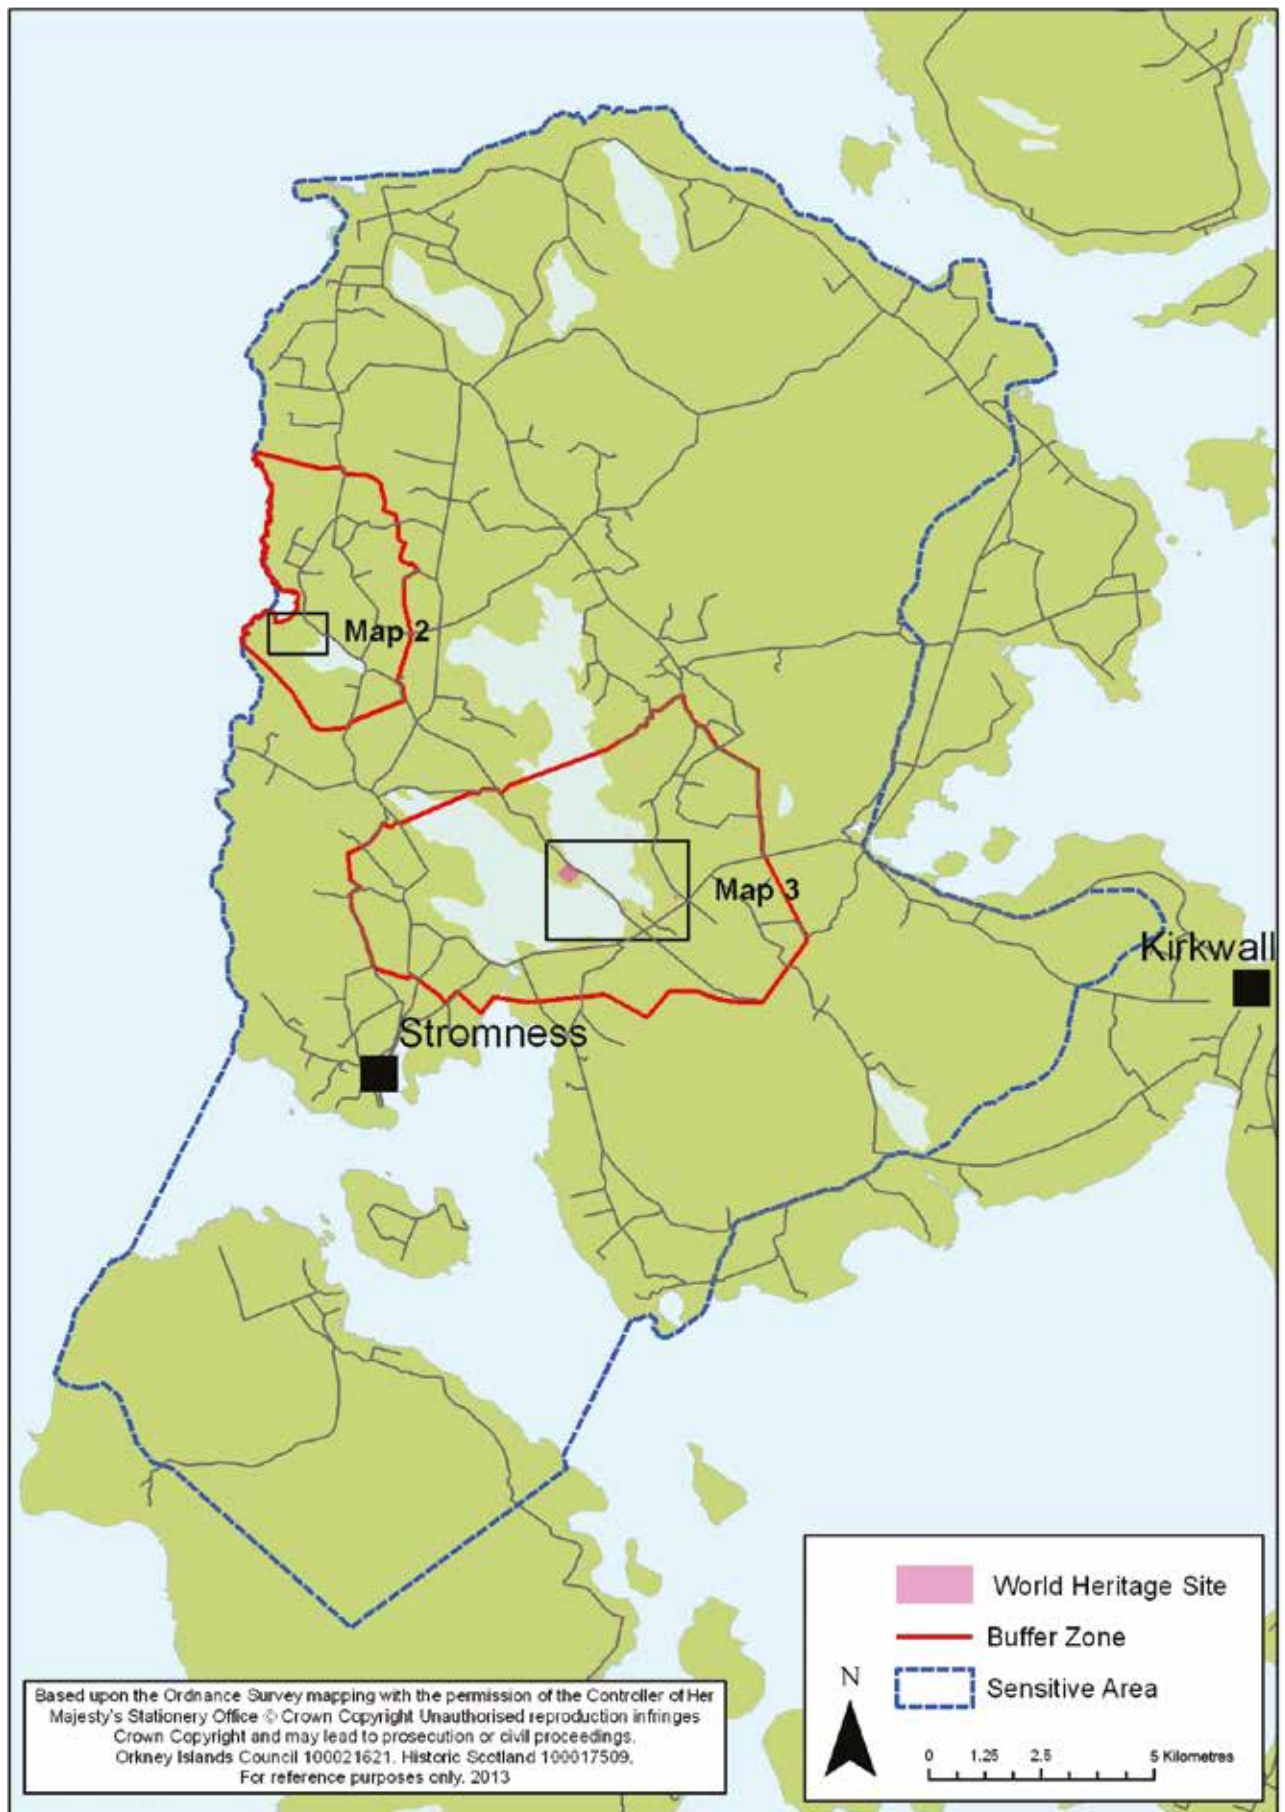 Map 2
Map 3
Kirkwall
Stromness
World Heritage Site
Buffer Zone
Sensitive Area
N
0 1.25 2.5 5 Kilometres
Based upon the Ordnance Survey mapping with the permission of the Controller of Her
Majesty's Stationery Office © Crown Copyright Unauthorised reproduction infringes
Crown Copyright and may lead to prosecution or civil proceedings.
Orkney Islands Council 100021621. Historic Scotland 100017509.
For reference purposes only. 2013